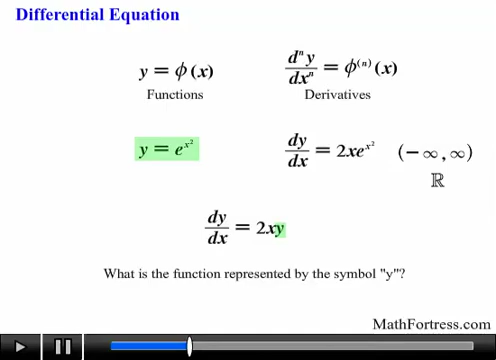 Differential Equation
y = ϕ(x)
dⁿy/dxⁿ = ϕ⁽ⁿ⁾(x)
Functions
Derivatives
y = e^{x²}
dy/dx = 2xe^{x²}
(−∞, ∞)
ℝ
dy/dx = 2xy
What is the function represented by the symbol "y"?
MathFortress.com